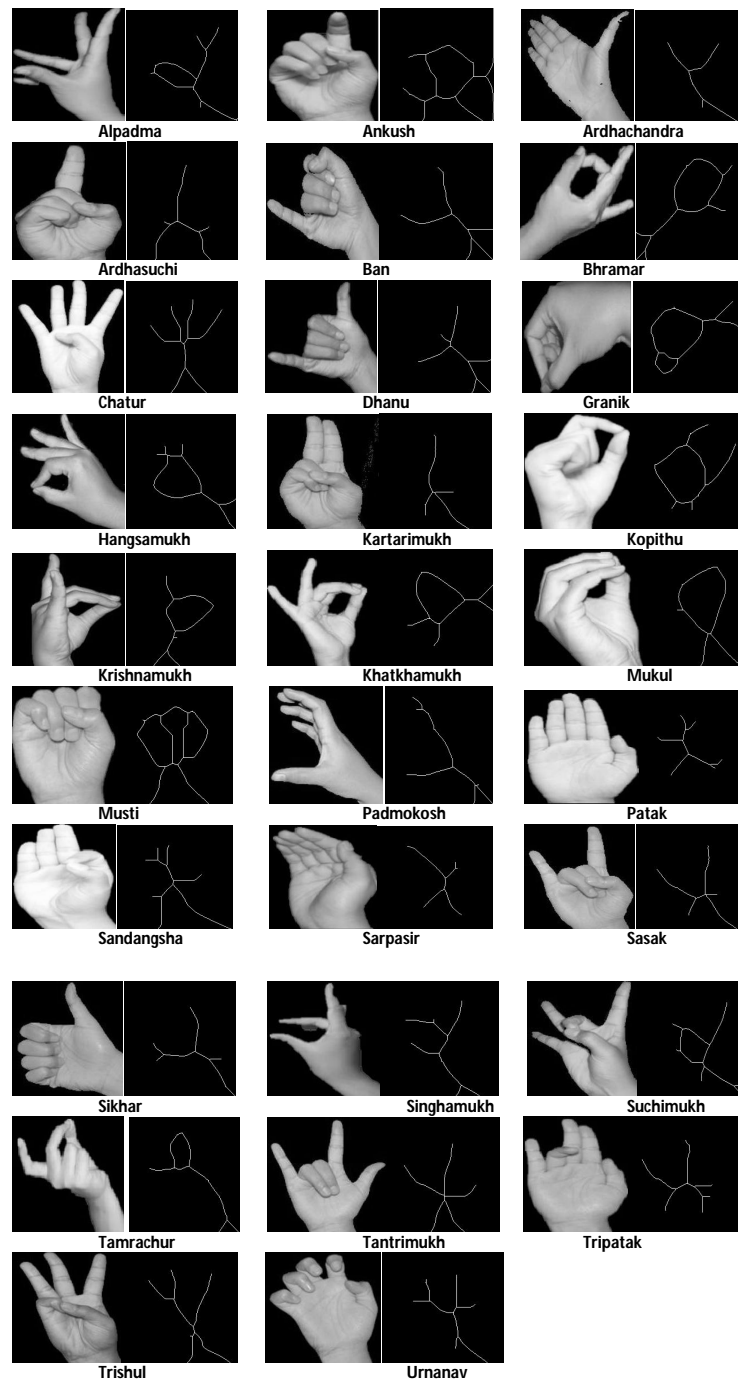 Alpadma Ankush Ardhachandra
Ardhasuchi Ban Bhramar
Chatur Dhanu Granik
Hangsamukh Kartarimukh Kopithu
Krishnamukh Khatkhamukh Mukul
Musti Padmokosh Patak
Sandangsha Sarpasir Sasak
Sikhar Singhamukh Suchimukh
Tamrachur Tantrimukh Tripatak
Trishul Urnanav